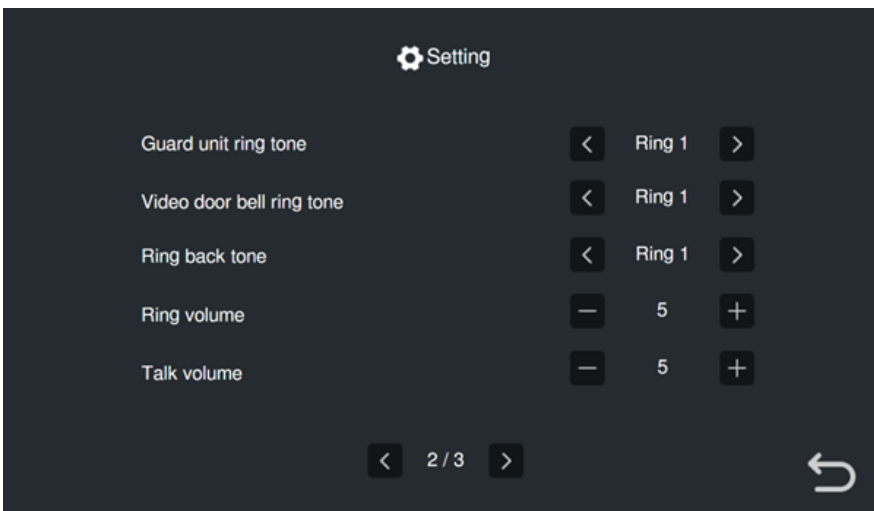 Setting
Guard unit ring tone < Ring 1 >
Video door bell ring tone < Ring 1 >
Ring back tone < Ring 1 >
Ring volume — 5 +
Talk volume — 5 +
< 2 / 3 >